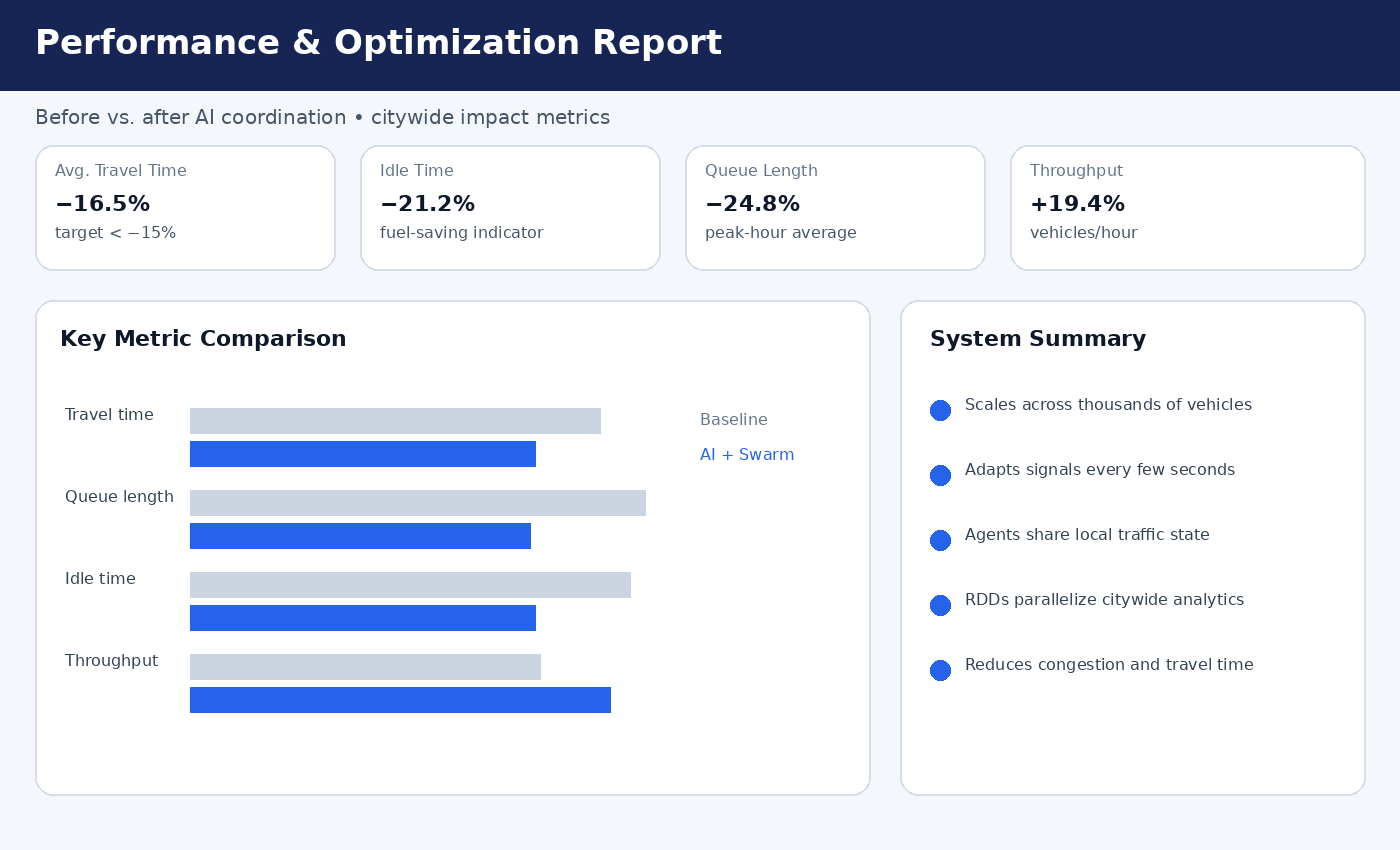 Performance & Optimization Report
Before vs. after AI coordination • citywide impact metrics
Avg. Travel Time
−16.5%
target < −15%
Idle Time
−21.2%
fuel-saving indicator
Queue Length
−24.8%
peak-hour average
Throughput
+19.4%
vehicles/hour
Key Metric Comparison
Travel time
Queue length
Idle time
Throughput
Baseline
AI + Swarm
System Summary
Scales across thousands of vehicles
Adapts signals every few seconds
Agents share local traffic state
RDDs parallelize citywide analytics
Reduces congestion and travel time